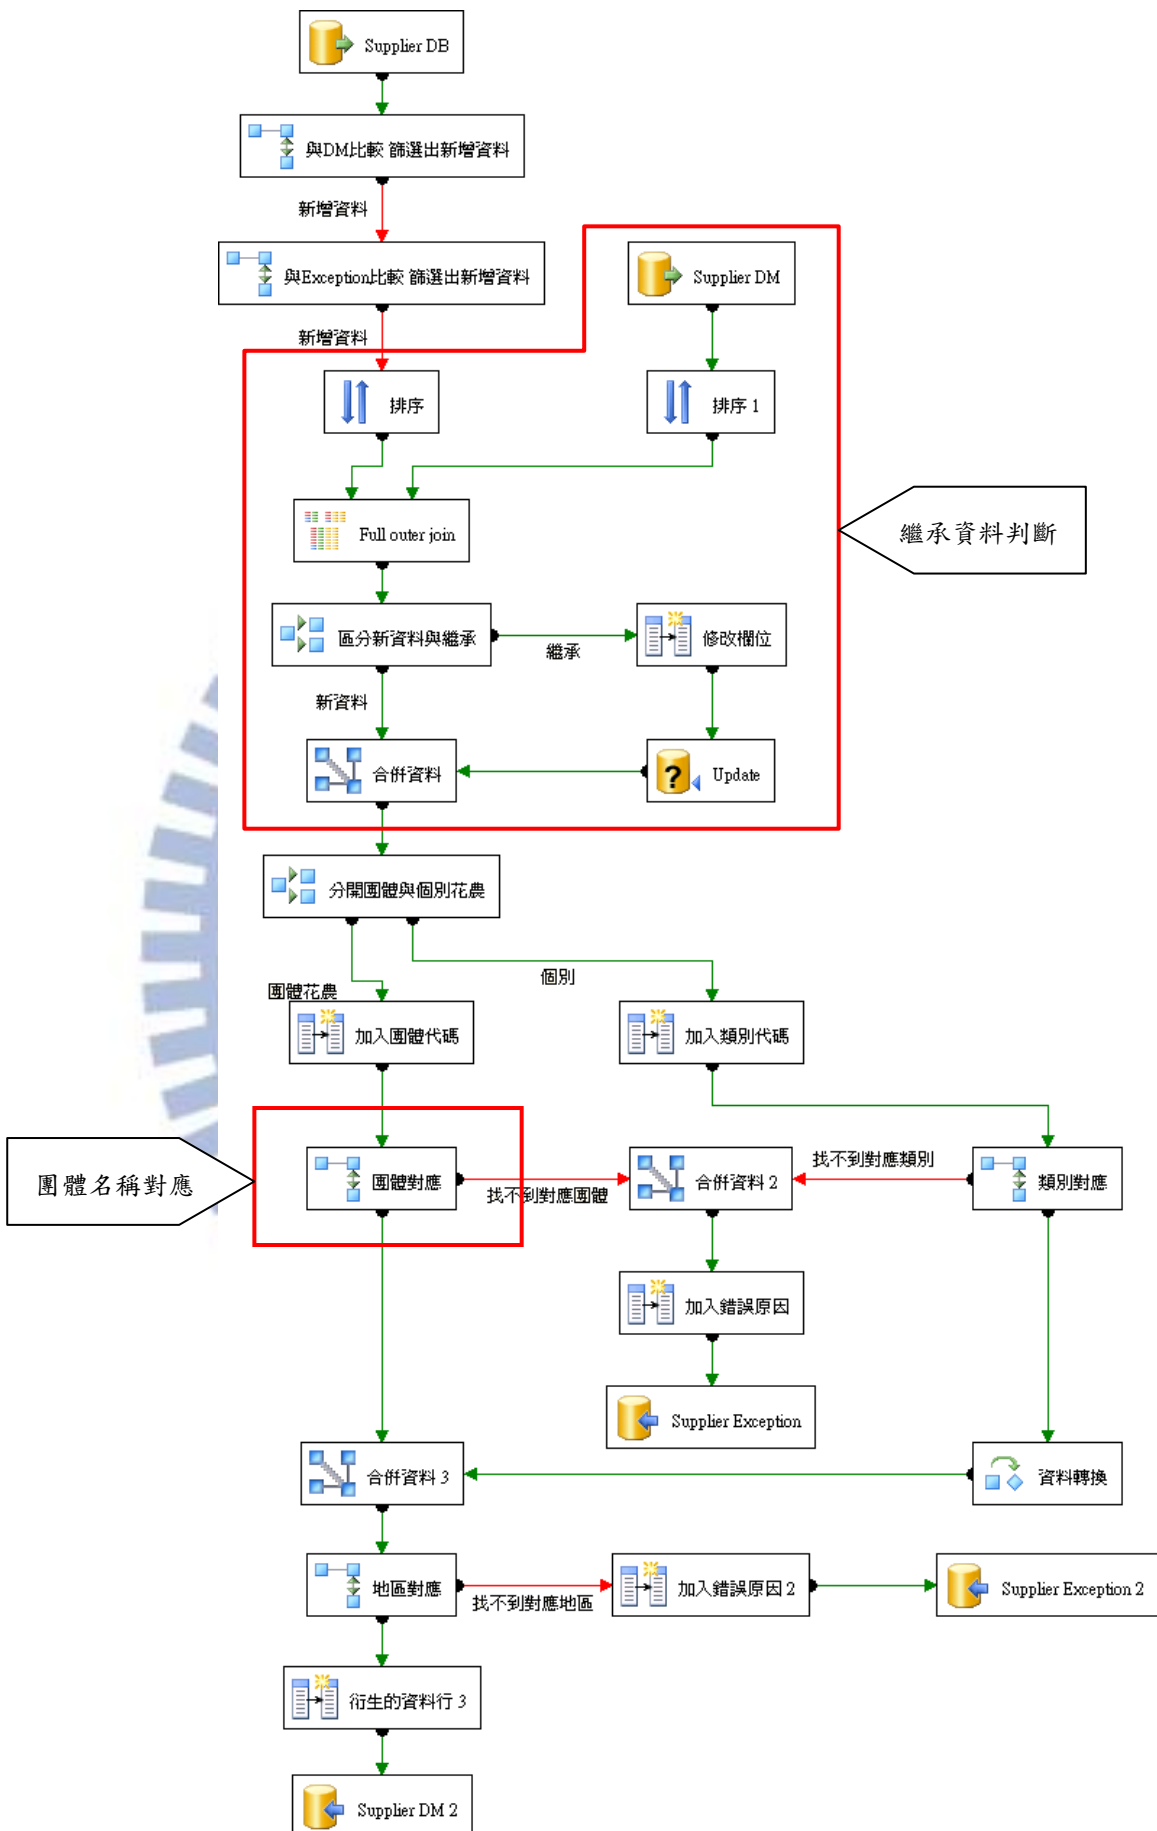 Supplier DB
與DM比較 篩選出新增資料
新增資料
與Exception比較 篩選出新增資料
Supplier DM
新增資料
排序
排序 1
Full outer join
繼承資料判斷
區分新資料與繼承
繼承
修改欄位
新資料
合併資料
Update
分開團體與個別花農
個別
團體花農
加入團體代碼
加入類別代碼
團體名稱對應
團體對應
找不到對應團體
合併資料 2
找不到對應類別
類別對應
加入錯誤原因
Supplier Exception
合併資料 3
資料轉換
地區對應
找不到對應地區
加入錯誤原因 2
Supplier Exception 2
衍生的資料行 3
Supplier DM 2